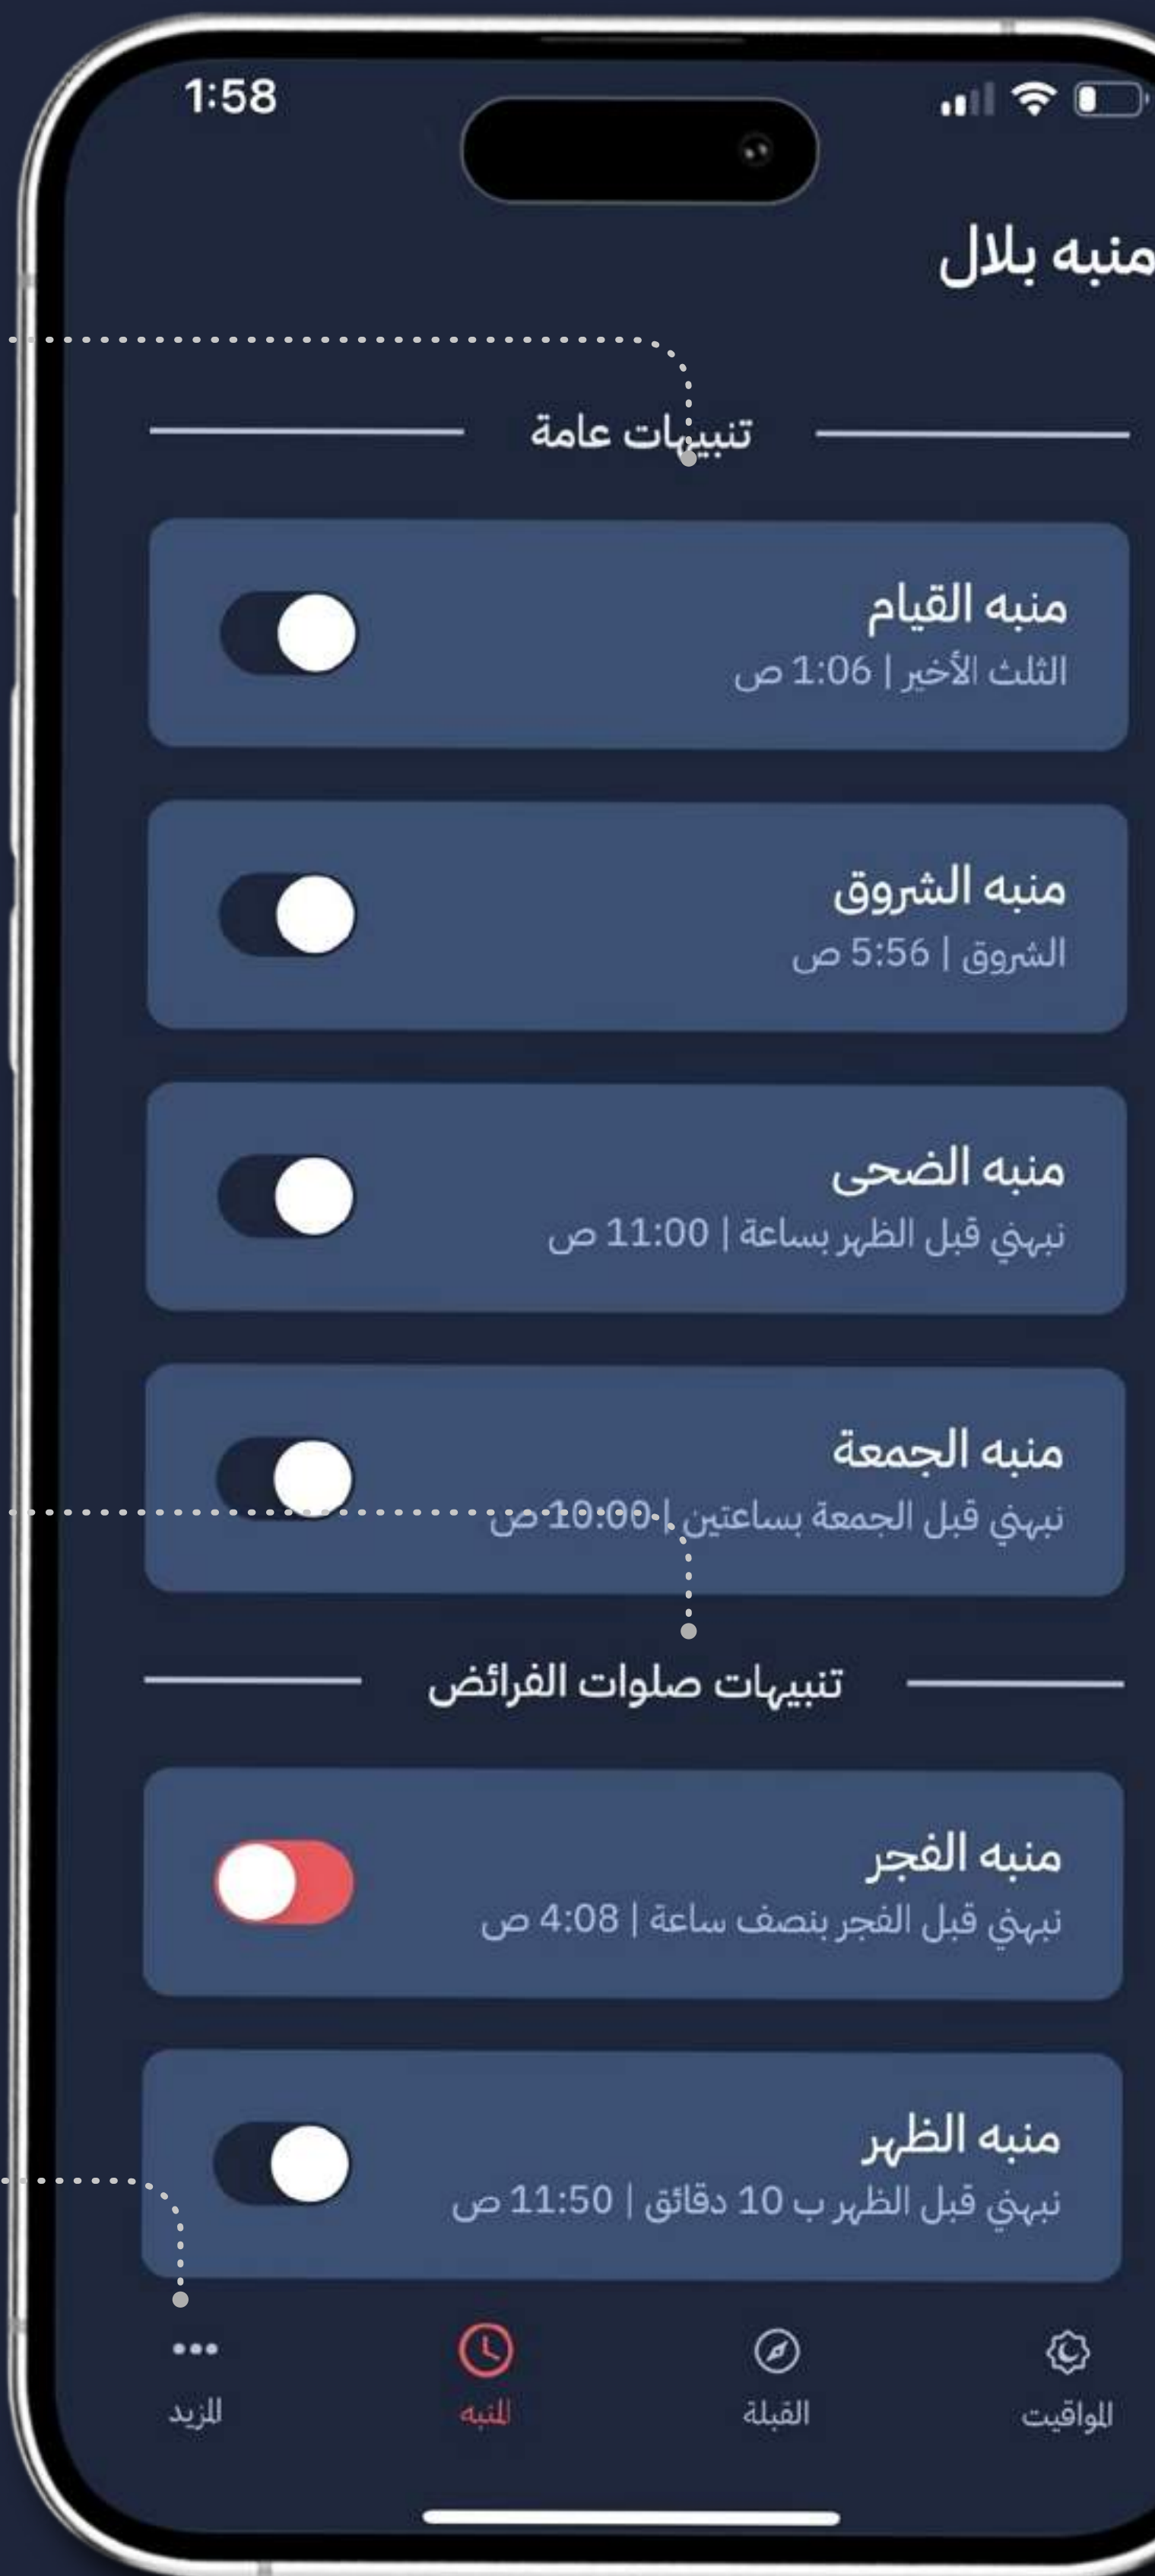 1:58
منبه بلال
تنبيهات عامة
منبه القيام
الثلث الأخير | 1:06 ص
منبه الشروق
الشروق | 5:56 ص
منبه الضحى
نبهني قبل الظهر بساعة | 11:00 ص
منبه الجمعة
نبهني قبل الجمعة بساعتين | 10:00 ص
تنبيهات صلوات الفرائض
منبه الفجر
نبهني قبل الفجر بنصف ساعة | 4:08 ص
منبه الظهر
نبهني قبل الظهر ب 10 دقائق | 11:50 ص
المواقيت
القبلة
المنبه
المزيد